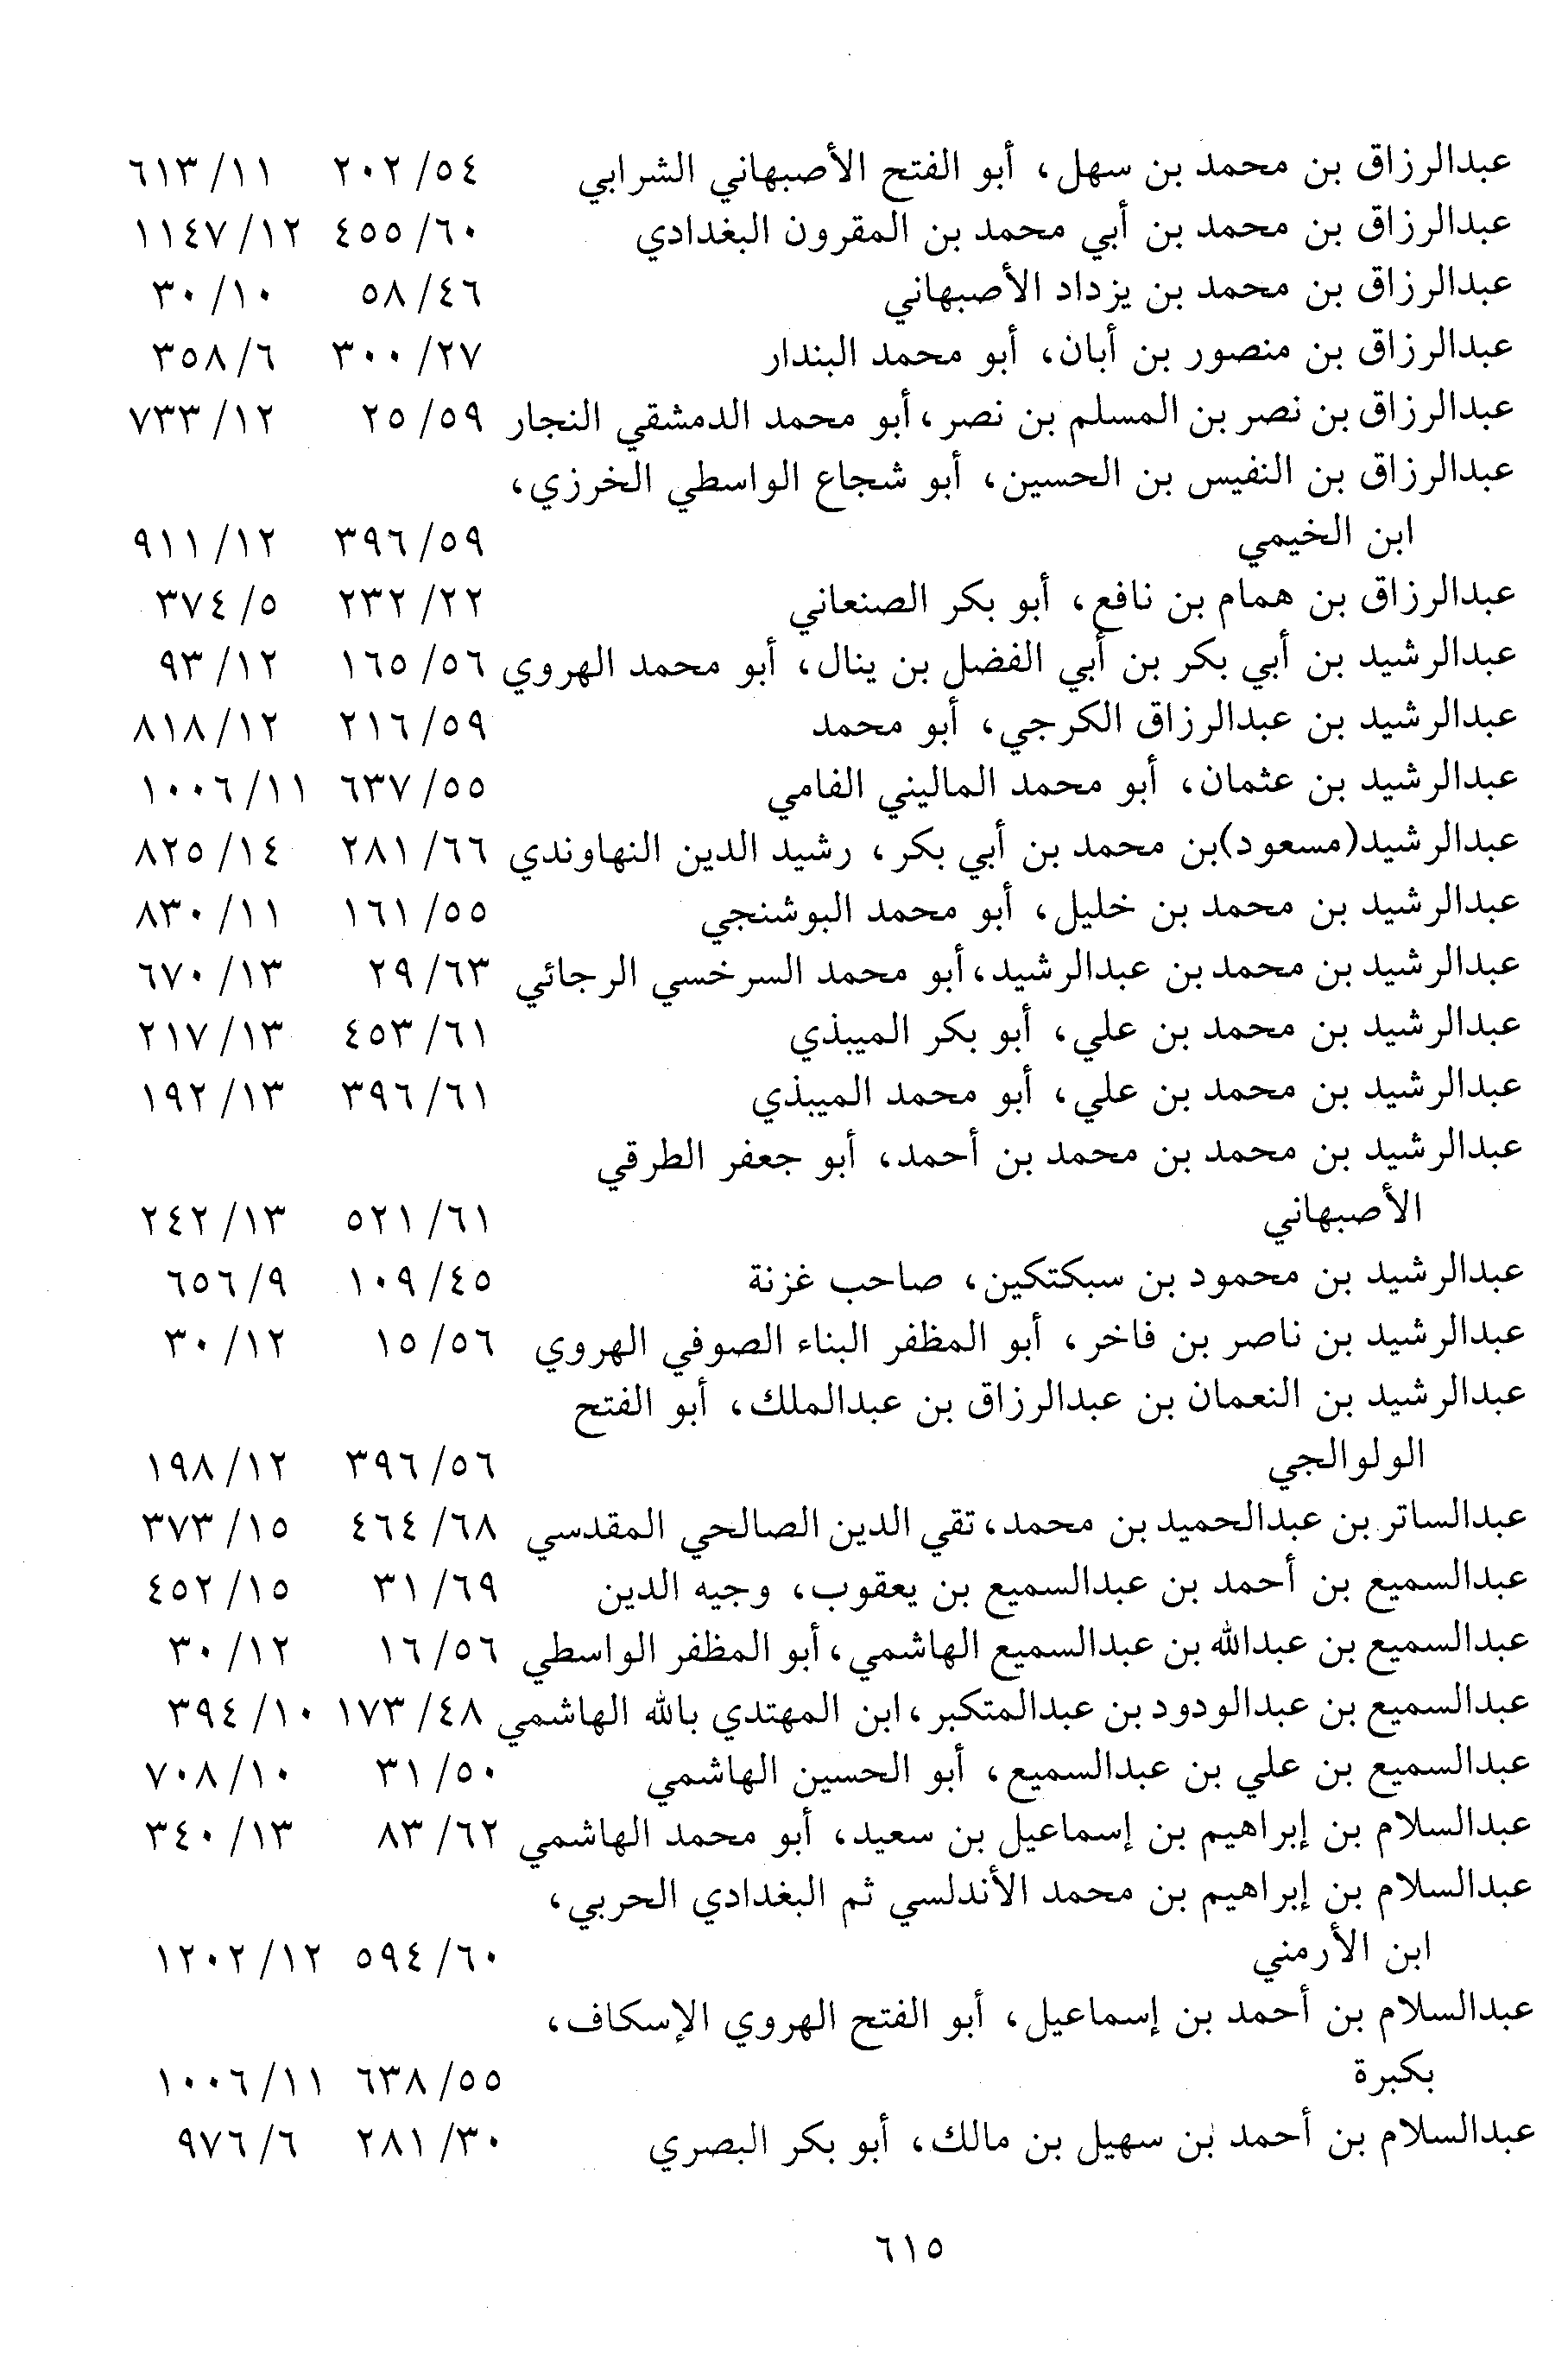 عبدالرزاق بن محمد بن سهل، أبو الفتح الأصبهاني الشرابي ٢٠٢/٥٤ ٦١٣/١١
عبدالرزاق بن محمد بن أبي محمد بن المقرون البغدادي ٤٥٥/٦٠ ١١٤٧/١٢
عبدالرزاق بن محمد بن يزداد الأصبهاني ٥٨/٤٦ ٣٠/١٠
عبدالرزاق بن منصور بن أبان، أبو محمد البندار ٣٠٠/٢٧ ٣٥٨/٦
عبدالرزاق بن نصر بن المسلم بن نصر، أبو محمد الدمشقي النجار ٢٥/٥٩ ٧٣٣/١٢
عبدالرزاق بن النفيس بن الحسين، أبو شجاع الواسطي الخرزي،
ابن الخيمي ٣٩٦/٥٩ ٩١١/١٢
عبدالرزاق بن همام بن نافع، أبو بكر الصنعاني ٢٣٢/٢٢ ٣٧٤/٥
عبدالرشيد بن أبي بكر بن أبي الفضل بن ينال، أبو محمد الهروي ١٦٥/٥٦ ٩٣/١٢
عبدالرشيد بن عبدالرزاق الكرجي، أبو محمد ٢١٦/٥٩ ٨١٨/١٢
عبدالرشيد بن عثمان، أبو محمد الماليني الفامي ٦٣٧/٥٥ ١٠٠٦/١١
عبدالرشيد(مسعود)بن محمد بن أبي بكر، رشيد الدين النهاوندي ٢٨١/٦٦ ٨٢٥/١٤
عبدالرشيد بن محمد بن خليل، أبو محمد البوشنجي ١٦١/٥٥ ٨٣٠/١١
عبدالرشيد بن محمد بن عبدالرشيد، أبو محمد السرخسي الرجائي ٢٩/٦٣ ٦٧٠/١٣
عبدالرشيد بن محمد بن علي، أبو بكر الميبذي ٤٥٣/٦١ ٢١٧/١٣
عبدالرشيد بن محمد بن علي، أبو محمد الميبذي ٣٩٦/٦١ ١٩٢/١٣
عبدالرشيد بن محمد بن محمد بن أحمد، أبو جعفر الطرقي
الأصبهاني ٥٢١/٦١ ٢٤٢/١٣
عبدالرشيد بن محمود بن سبكتكين، صاحب غزنة ١٠٩/٤٥ ٦٥٦/٩
عبدالرشيد بن ناصر بن فاخر، أبو المظفر البناء الصوفي الهروي ١٥/٥٦ ٣٠/١٢
عبدالرشيد بن النعمان بن عبدالرزاق بن عبدالملك، أبو الفتح
الولوالجي ٣٩٦/٥٦ ١٩٨/١٢
عبدالساتر بن عبدالحميد بن محمد، تقي الدين الصالحي المقدسي ٤٦٤/٦٨ ٣٧٣/١٥
عبدالسميع بن أحمد بن عبدالسميع بن يعقوب، وجيه الدين ٣١/٦٩ ٤٥٢/١٥
عبدالسميع بن عبدالله بن عبدالسميع الهاشمي، أبو المظفر الواسطي ١٦/٥٦ ٣٠/١٢
عبدالسميع بن عبدالودود بن عبدالمتكبر، ابن المهتدي بالله الهاشمي ١٧٣/٤٨ ٣٩٤/١٠
عبدالسميع بن علي بن عبدالسميع، أبو الحسين الهاشمي ٣١/٥٠ ٧٠٨/١٠
عبدالسلام بن إبراهيم بن إسماعيل بن سعيد، أبو محمد الهاشمي ٨٣/٦٢ ٣٤٠/١٣
عبدالسلام بن إبراهيم بن محمد الأندلسي ثم البغدادي الحربي،
ابن الأرمني ٥٩٤/٦٠ ١٢٠٢/١٢
عبدالسلام بن أحمد بن إسماعيل، أبو الفتح الهروي الإسكاف،
بكبرة ٦٣٨/٥٥ ١٠٠٦/١١
عبدالسلام بن أحمد بن سهيل بن مالك، أبو بكر البصري ٢٨١/٣٠ ٩٧٦/٦
٦١٥